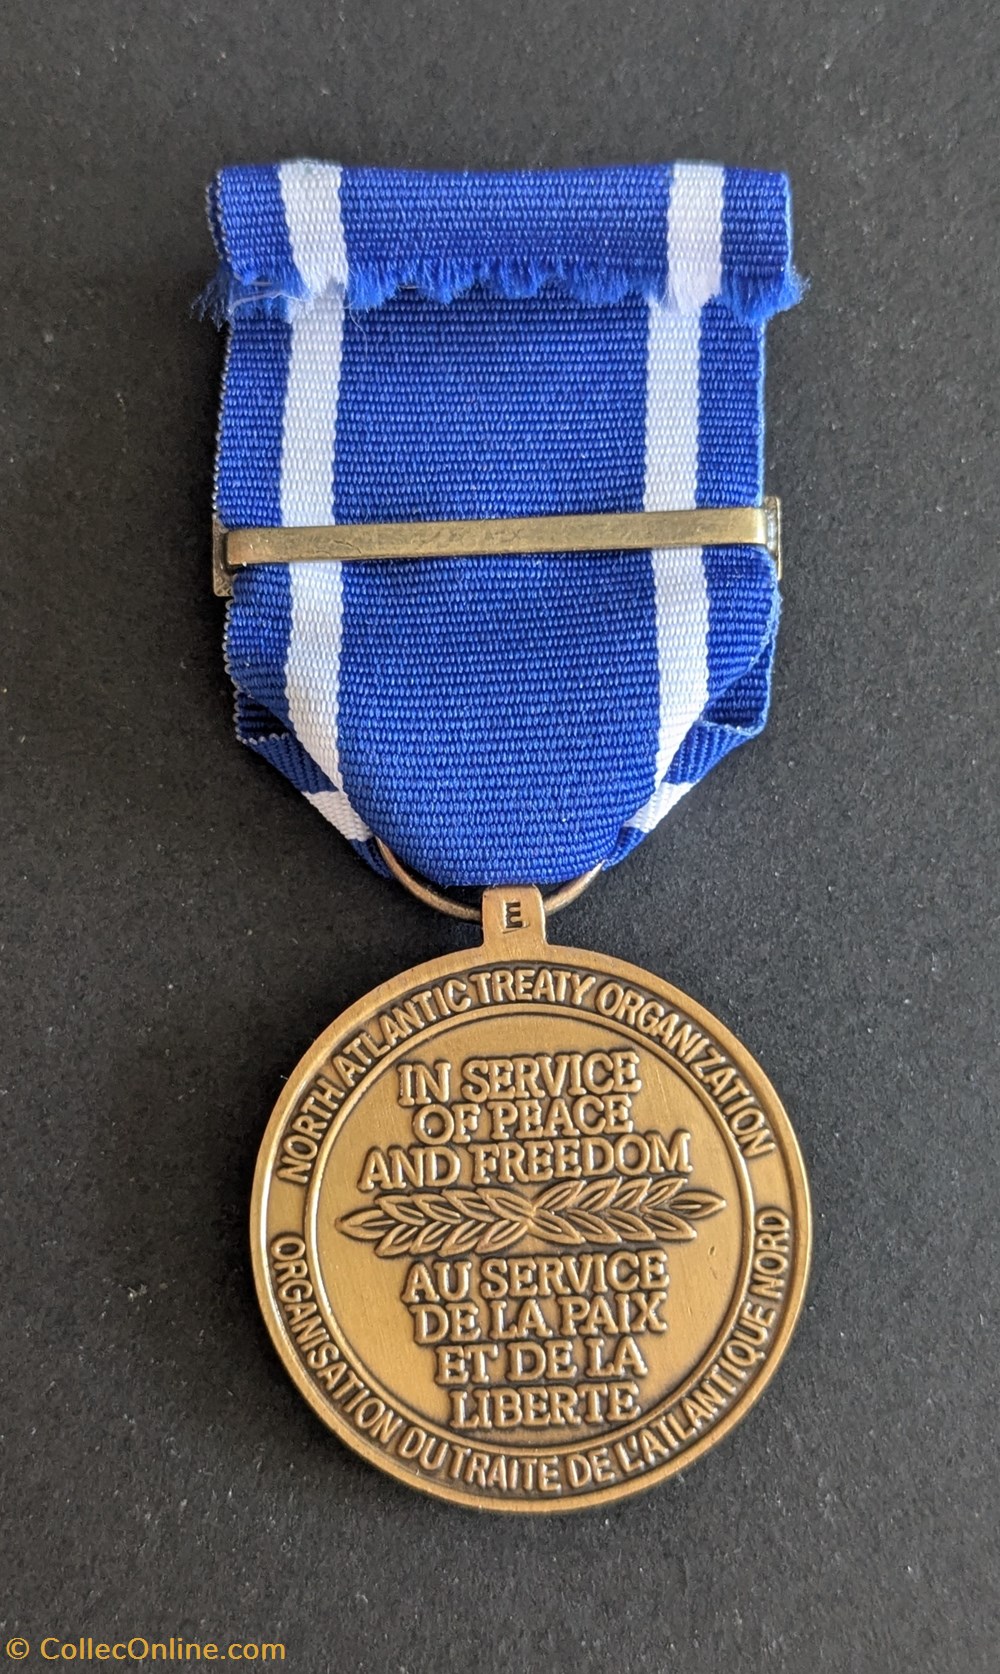 m
NORTH ATLANTIC TREATY ORGANIZATION
IN SERVICE
OF PEACE
AND FREEDOM
AU SERVICE
DE LA PAIX
ET DE LA
LIBERTE
ORGANISATION DU TRAITE DE L'ATLANTIQUE NORD
© CollecOnline.com